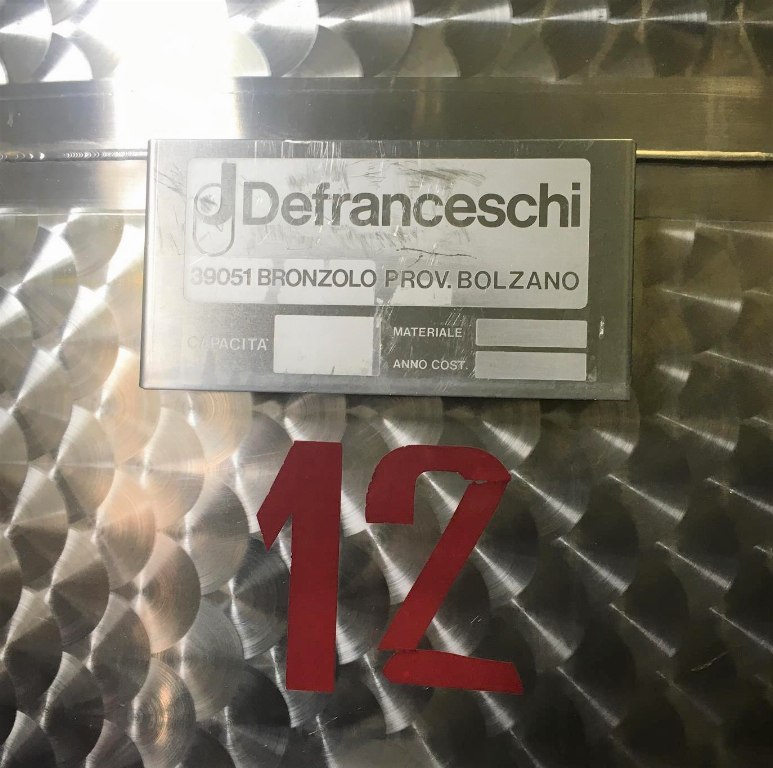 Defranceschi
39051 BRONZOLO PROV. BOLZANO
CAPACITA'
MATERIALE
ANNO COST.
12